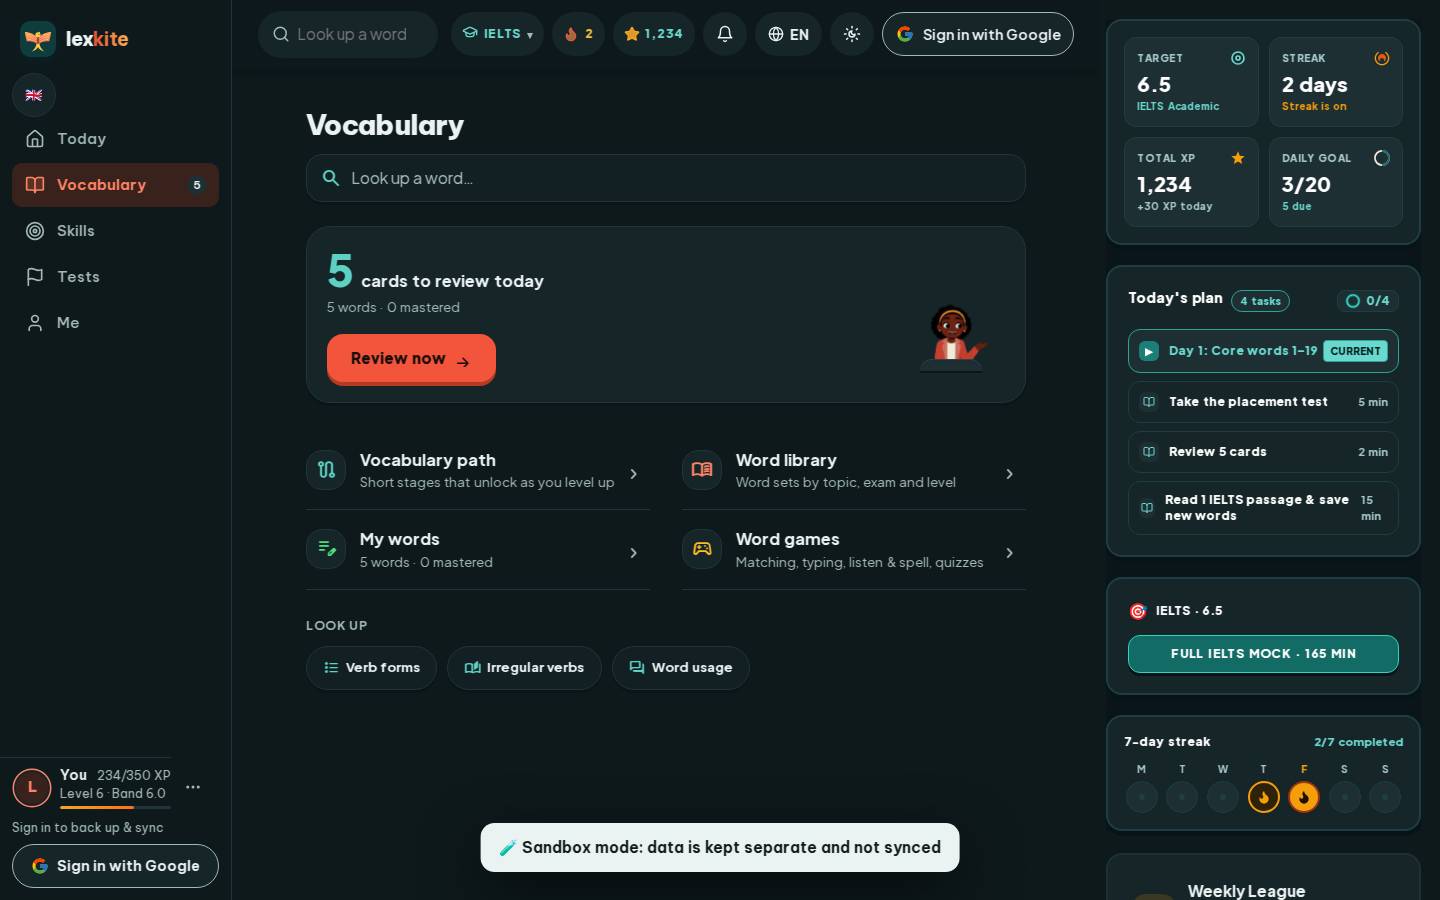 lexkite
Today
Vocabulary 5
Skills
Tests
Me
You 234/350 XP
Level 6 · Band 6.0
Sign in to back up & sync
Sign in with Google
Look up a word
IELTS ▾
2
1,234
EN
Sign in with Google
Vocabulary
Look up a word...
5 cards to review today
5 words · 0 mastered
Review now →
Vocabulary path
Short stages that unlock as you level up
Word library
Word sets by topic, exam and level
My words
5 words · 0 mastered
Word games
Matching, typing, listen & spell, quizzes
LOOK UP
Verb forms
Irregular verbs
Word usage
🧪 Sandbox mode: data is kept separate and not synced
TARGET
6.5
IELTS Academic
STREAK
2 days
Streak is on
TOTAL XP
1,234
+30 XP today
DAILY GOAL
3/20
5 due
Today's plan 4 tasks 0/4
Day 1: Core words 1–19 CURRENT
Take the placement test 5 min
Review 5 cards 2 min
Read 1 IELTS passage & save new words 15 min
🎯 IELTS · 6.5
FULL IELTS MOCK · 165 MIN
7-day streak 2/7 completed
M T W T F S S
Weekly League
L